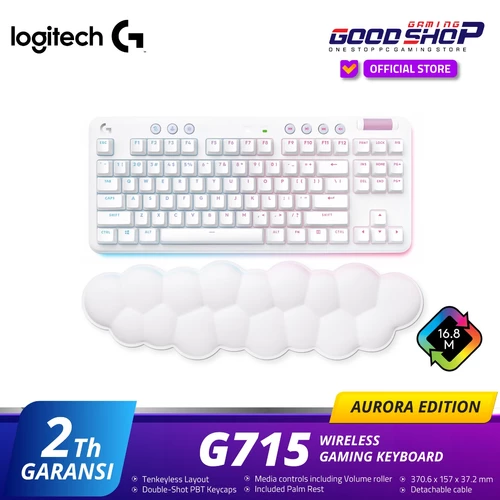 logitech G
GAMING
GOODSHOP
ONE STOP PC GAMING STORE
OFFICIAL STORE
16.8
M
AURORA EDITION
2Th
GARANSI
G715
WIRELESS
GAMING KEYBOARD
• Tenkeyless Layout
• Double-Shot PBT Keycaps
• Media controls including Volume roller
• Included Palm Rest
• 370.6 x 157 x 37.2 mm
• Detachable cable